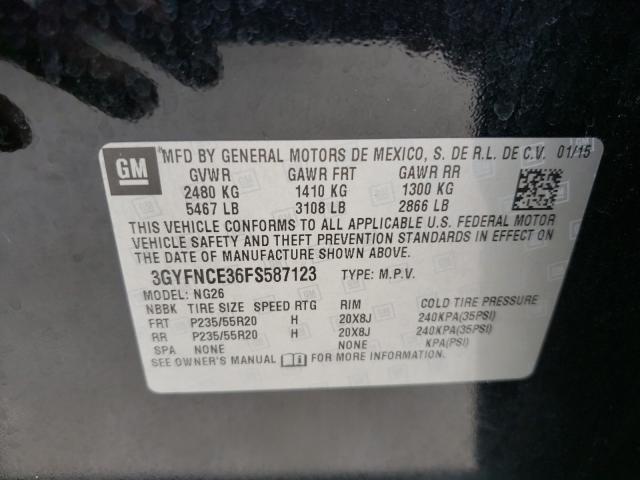 GM
MFD BY GENERAL MOTORS DE MEXICO, S. DE R.L. DE C.V. 01/15
GVWR GAWR FRT GAWR RR
2480 KG 1410 KG 1300 KG
5467 LB 3108 LB 2866 LB
THIS VEHICLE CONFORMS TO ALL APPLICABLE U.S. FEDERAL MOTOR
VEHICLE SAFETY AND THEFT PREVENTION STANDARDS IN EFFECT ON
THE DATE OF MANUFACTURE SHOWN ABOVE.
3GYFNCE36FS587123 TYPE: M.P.V.
MODEL: NG26
NBBK TIRE SIZE SPEED RTG RIM COLD TIRE PRESSURE
FRT P235/55R20 H 20X8J 240KPA(35PSI)
RR P235/55R20 H 20X8J 240KPA(35PSI)
SPA NONE NONE KPA(PSI)
SEE OWNER'S MANUAL FOR MORE INFORMATION.